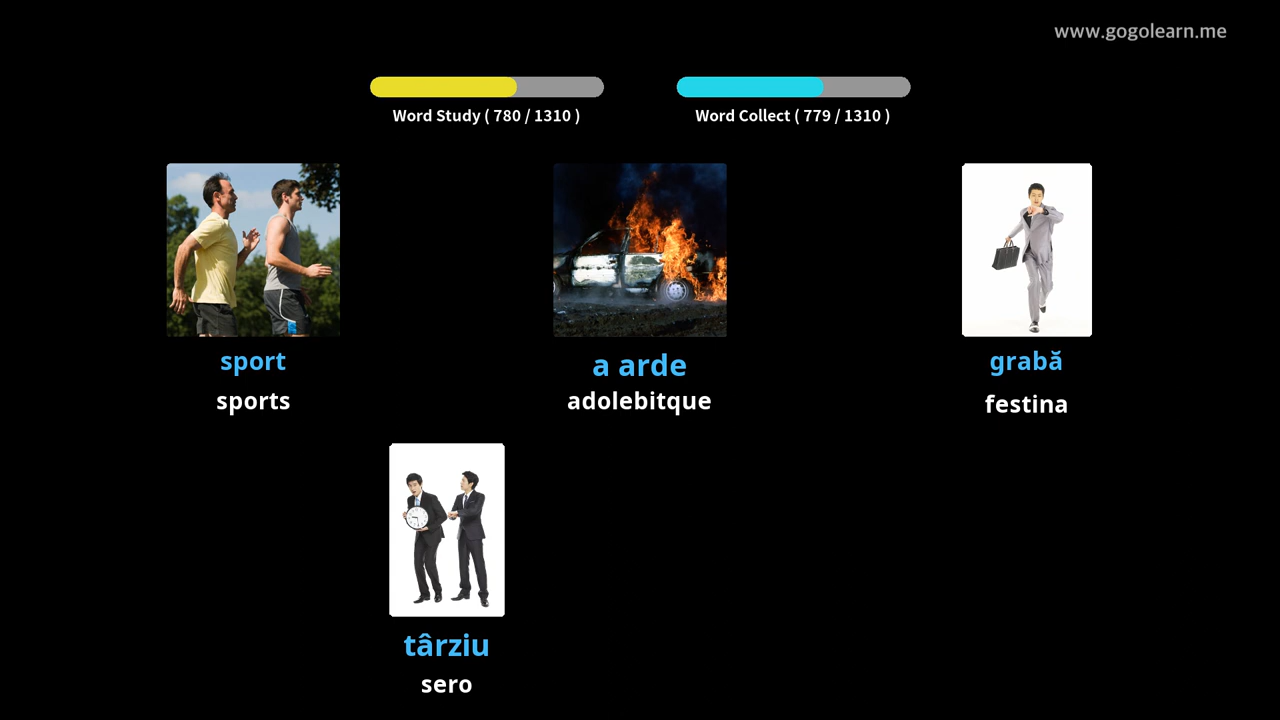 www.gogolearn.me
Word Study ( 780 / 1310 )
Word Collect ( 779 / 1310 )
sport
sports
a arde
adolebitque
grabă
festina
târziu
sero